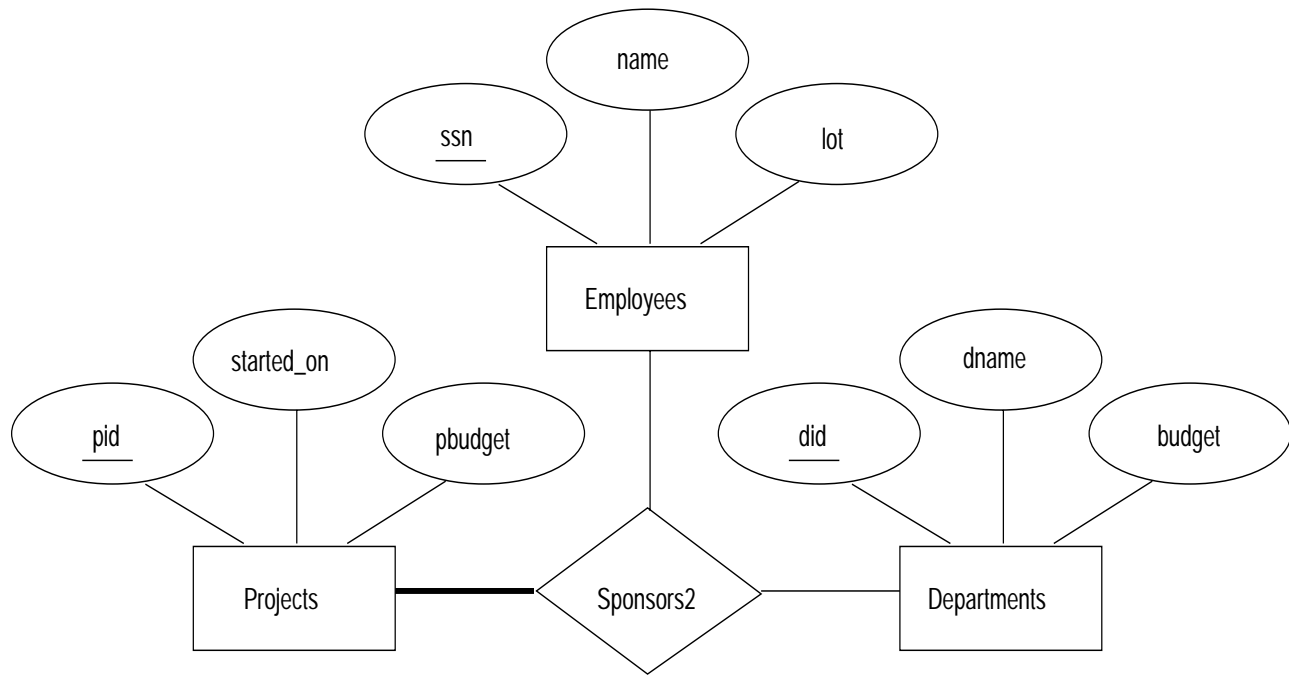 name
ssn
lot
Employees
started_on
dname
pid
pbudget
did
budget
Projects
Sponsors2
Departments